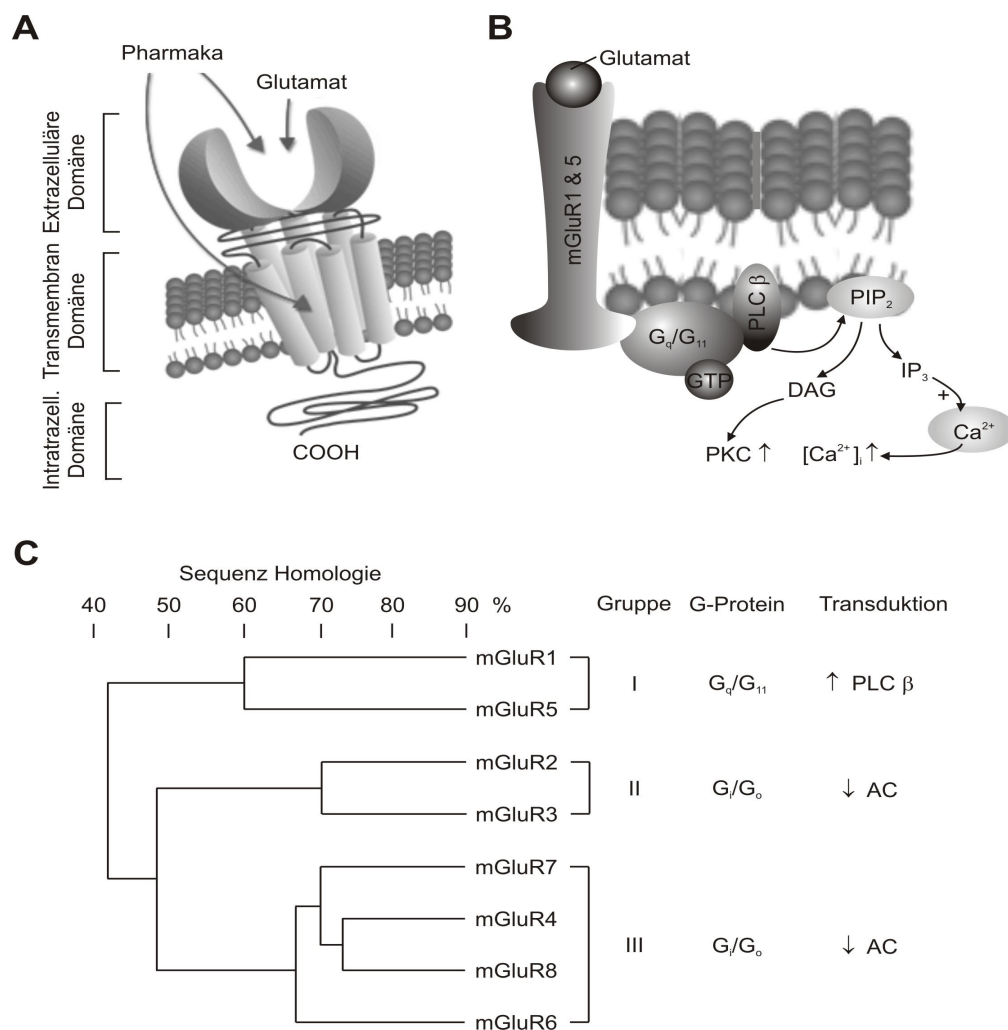 A
Pharmaka
Glutamat
Extrazelluläre
Domäne
Transmembran
Domäne
Intratrazell.
Domäne
COOH
B
Glutamat
mGluR1 & 5
Gq/G11
PLC β
GTP
PIP2
DAG
IP3
+
Ca2+
PKC ↑
[Ca2+]i ↑
C
Sequenz Homologie
40 50 60 70 80 90 %
Gruppe G-Protein Transduktion
mGluR1
I Gq/G11 ↑ PLC β
mGluR5
mGluR2
II Gi/Go ↓ AC
mGluR3
mGluR7
mGluR4
III Gi/Go ↓ AC
mGluR8
mGluR6